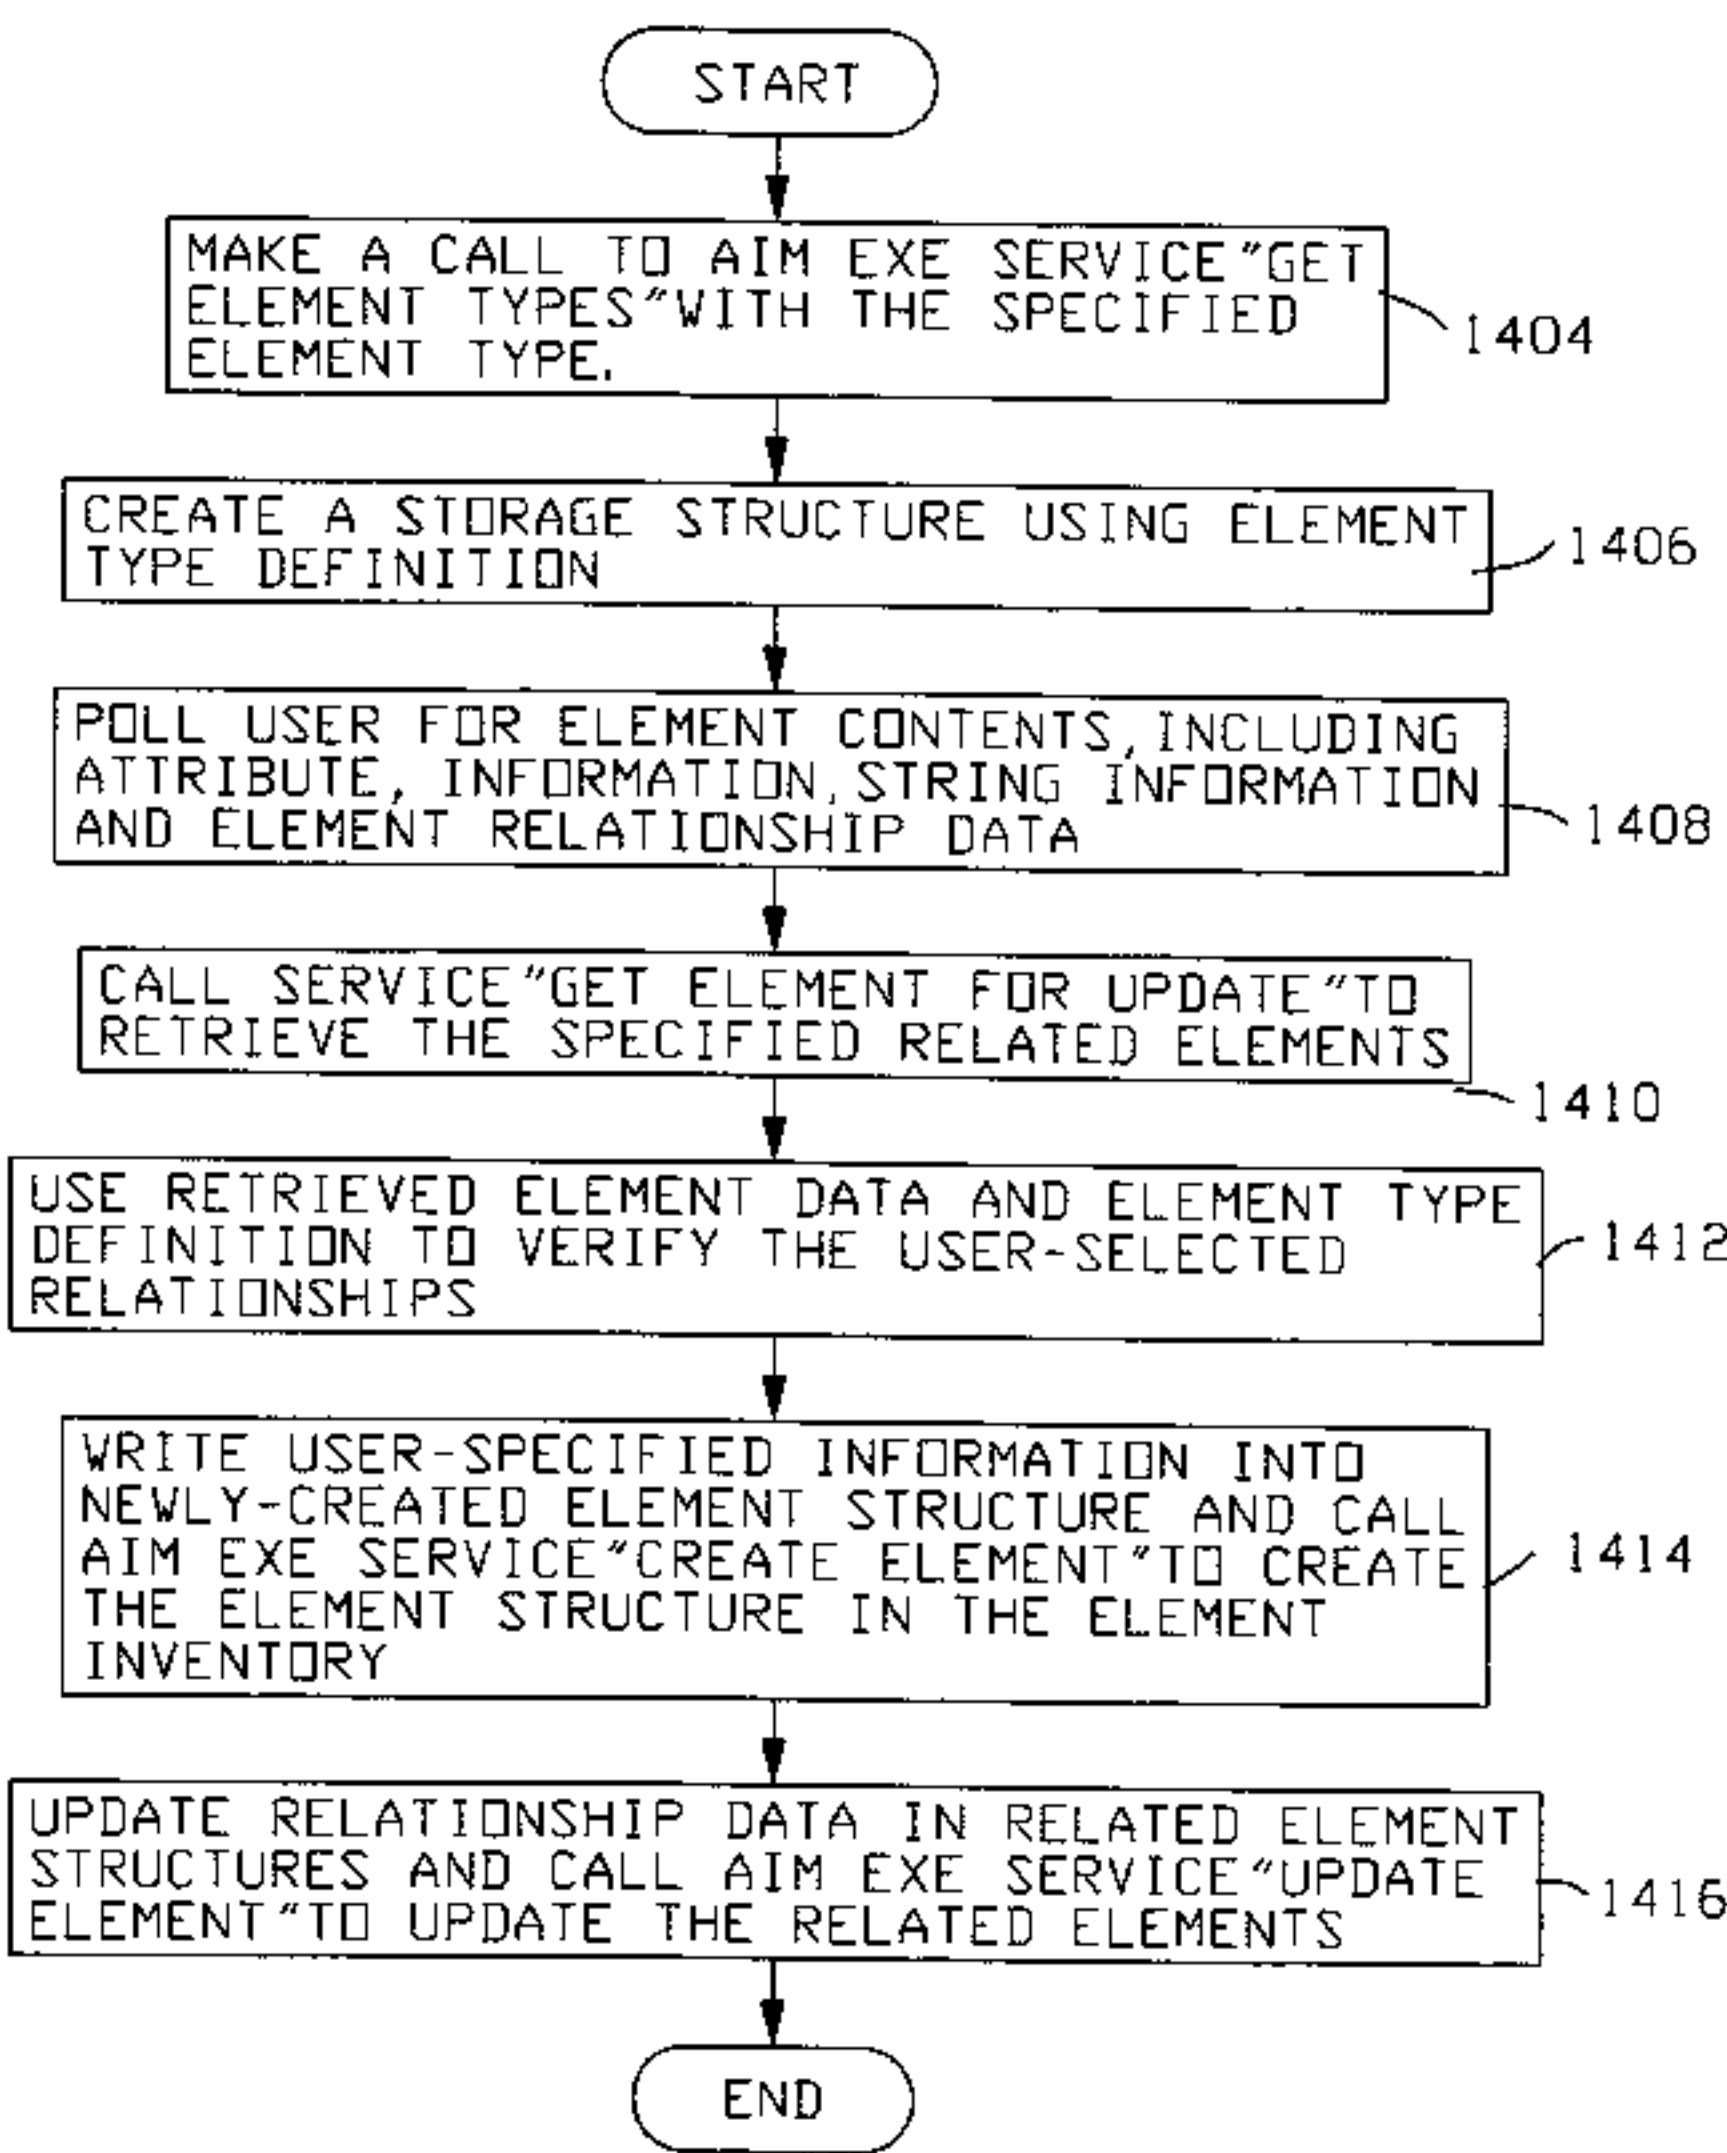 START
MAKE A CALL TO AIM EXE SERVICE"GET
ELEMENT TYPES"WITH THE SPECIFIED
ELEMENT TYPE.
1404
CREATE A STORAGE STRUCTURE USING ELEMENT
TYPE DEFINITION
1406
POLL USER FOR ELEMENT CONTENTS,INCLUDING
ATTRIBUTE, INFORMATION,STRING INFORMATION
AND ELEMENT RELATIONSHIP DATA
1408
CALL SERVICE"GET ELEMENT FOR UPDATE"TO
RETRIEVE THE SPECIFIED RELATED ELEMENTS
1410
USE RETRIEVED ELEMENT DATA AND ELEMENT TYPE
DEFINITION TO VERIFY THE USER-SELECTED
RELATIONSHIPS
1412
WRITE USER-SPECIFIED INFORMATION INTO
NEWLY-CREATED ELEMENT STRUCTURE AND CALL
AIM EXE SERVICE"CREATE ELEMENT"TO CREATE
THE ELEMENT STRUCTURE IN THE ELEMENT
INVENTORY
1414
UPDATE RELATIONSHIP DATA IN RELATED ELEMENT
STRUCTURES AND CALL AIM EXE SERVICE"UPDATE
ELEMENT"TO UPDATE THE RELATED ELEMENTS
1416
END